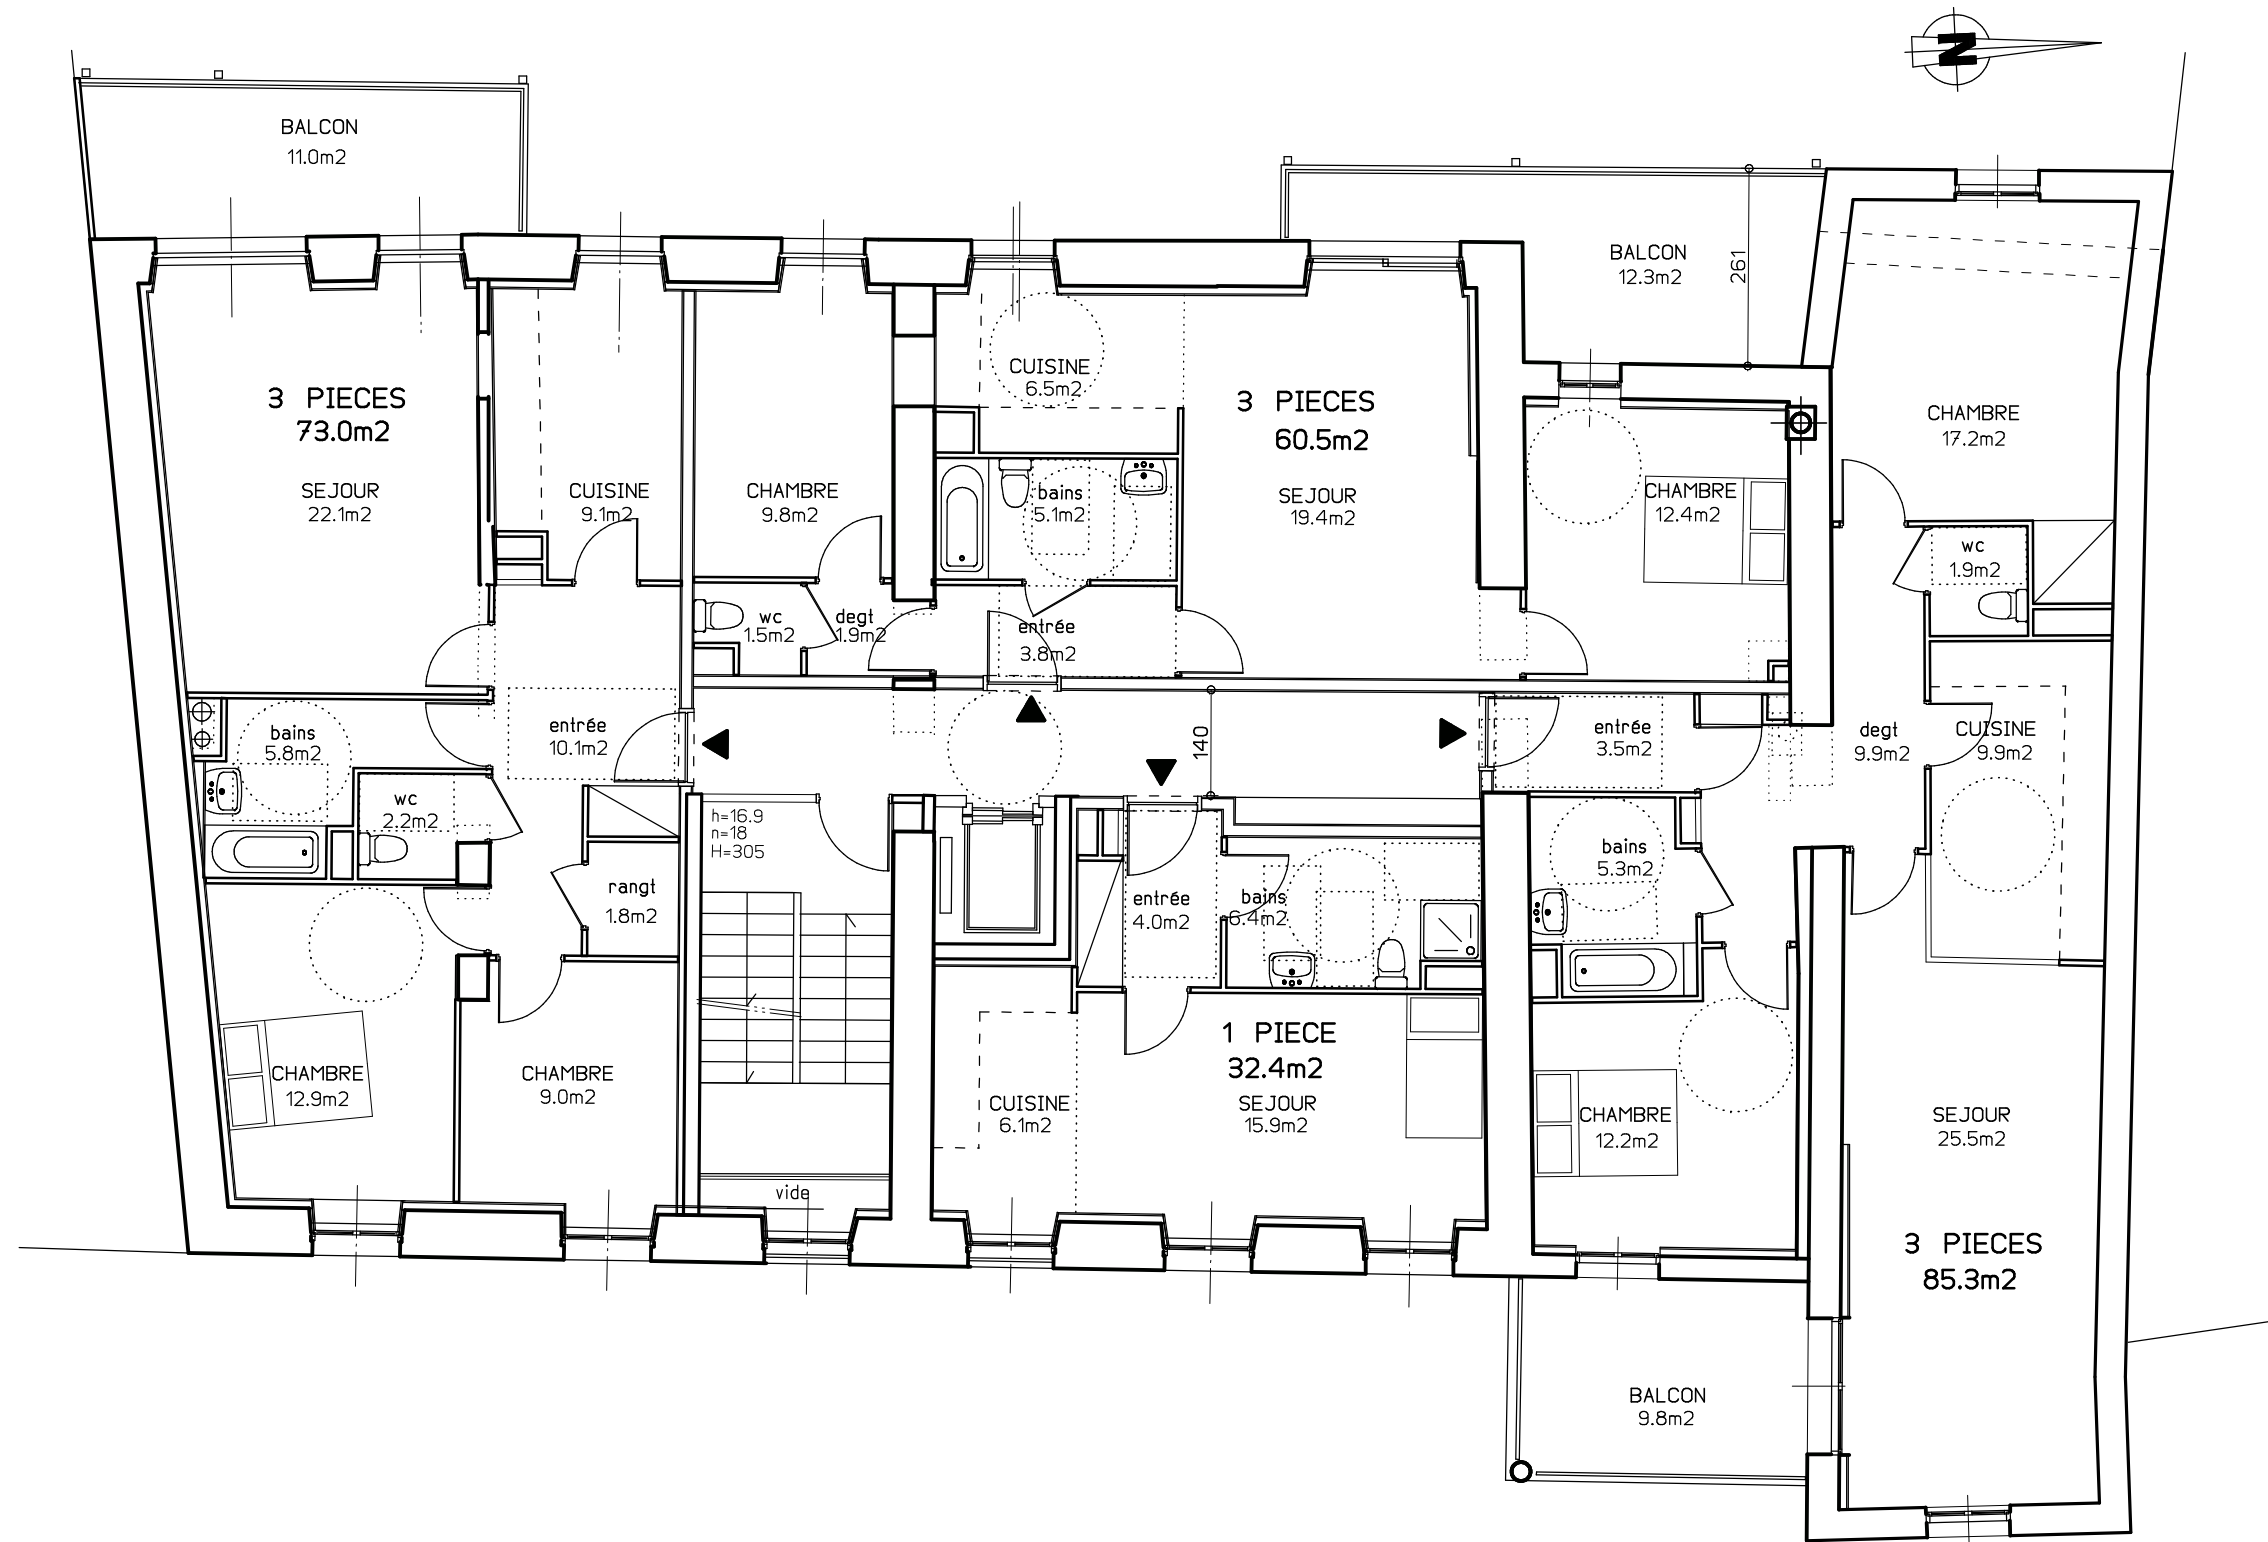 N
BALCON
11.0m2
BALCON
12.3m2
261
3 PIECES
73.0m2
SEJOUR
22.1m2
CUISINE
9.1m2
CHAMBRE
9.8m2
CUISINE
6.5m2
bains
5.1m2
3 PIECES
60.5m2
SEJOUR
19.4m2
CHAMBRE
12.4m2
CHAMBRE
17.2m2
wc
1.9m2
wc
1.5m2
degt
1.9m2
entrée
3.8m2
bains
5.8m2
entrée
10.1m2
140
entrée
3.5m2
degt
9.9m2
CUISINE
9.9m2
wc
2.2m2
h=16.9
n=18
H=305
rangt
1.8m2
entrée
4.0m2
bains
6.4m2
bains
5.3m2
CHAMBRE
12.9m2
CHAMBRE
9.0m2
1 PIECE
32.4m2
CUISINE
6.1m2
SEJOUR
15.9m2
CHAMBRE
12.2m2
SEJOUR
25.5m2
vide
3 PIECES
85.3m2
BALCON
9.8m2